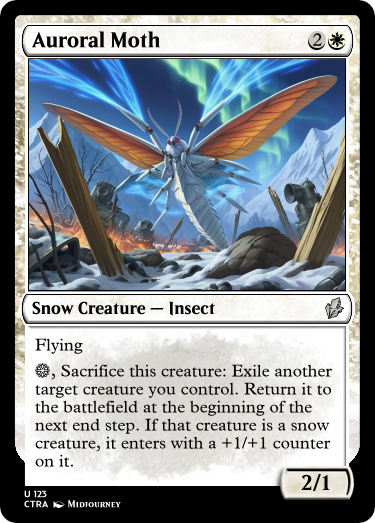 Auroral Moth 2
Snow Creature — Insect
Flying
, Sacrifice this creature: Exile another
target creature you control. Return it to
the battlefield at the beginning of the
next end step. If that creature is a snow
creature, it enters with a +1/+1 counter
on it.
2/1
U 123
CTRA Midjourney